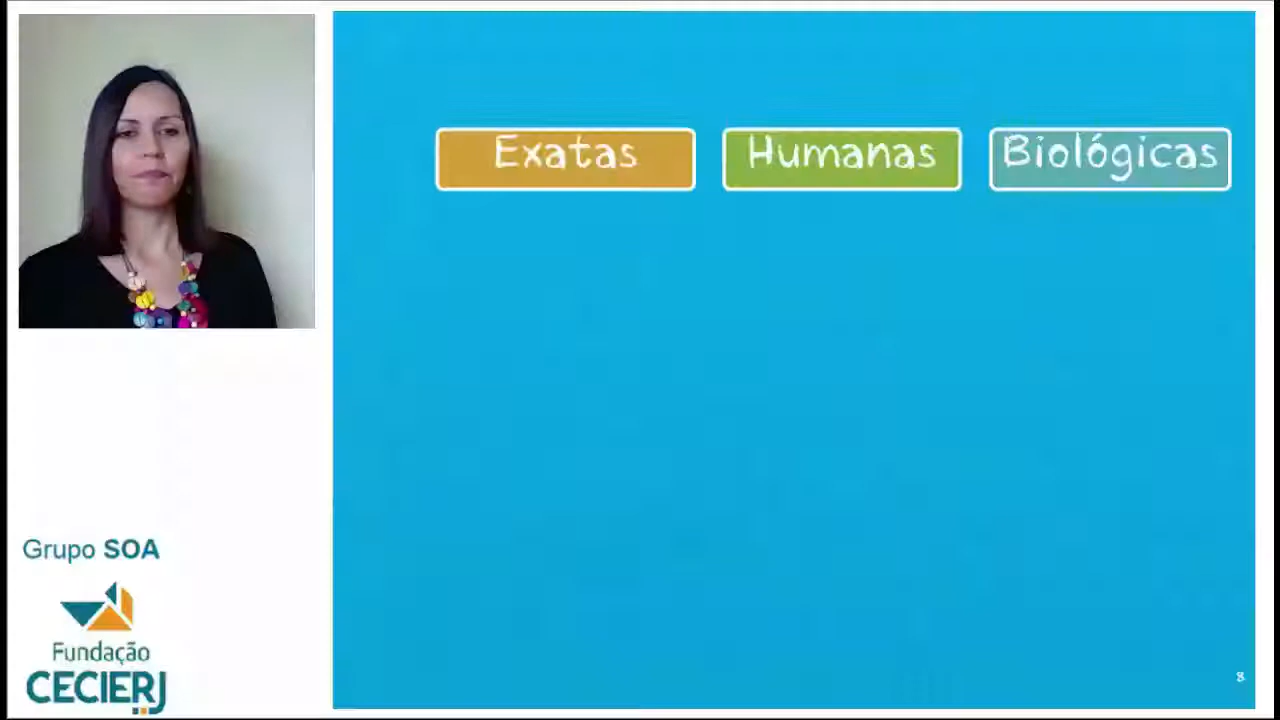 Exatas
Humanas
Biológicas
Grupo SOA
Fundação
CECIERJ
8